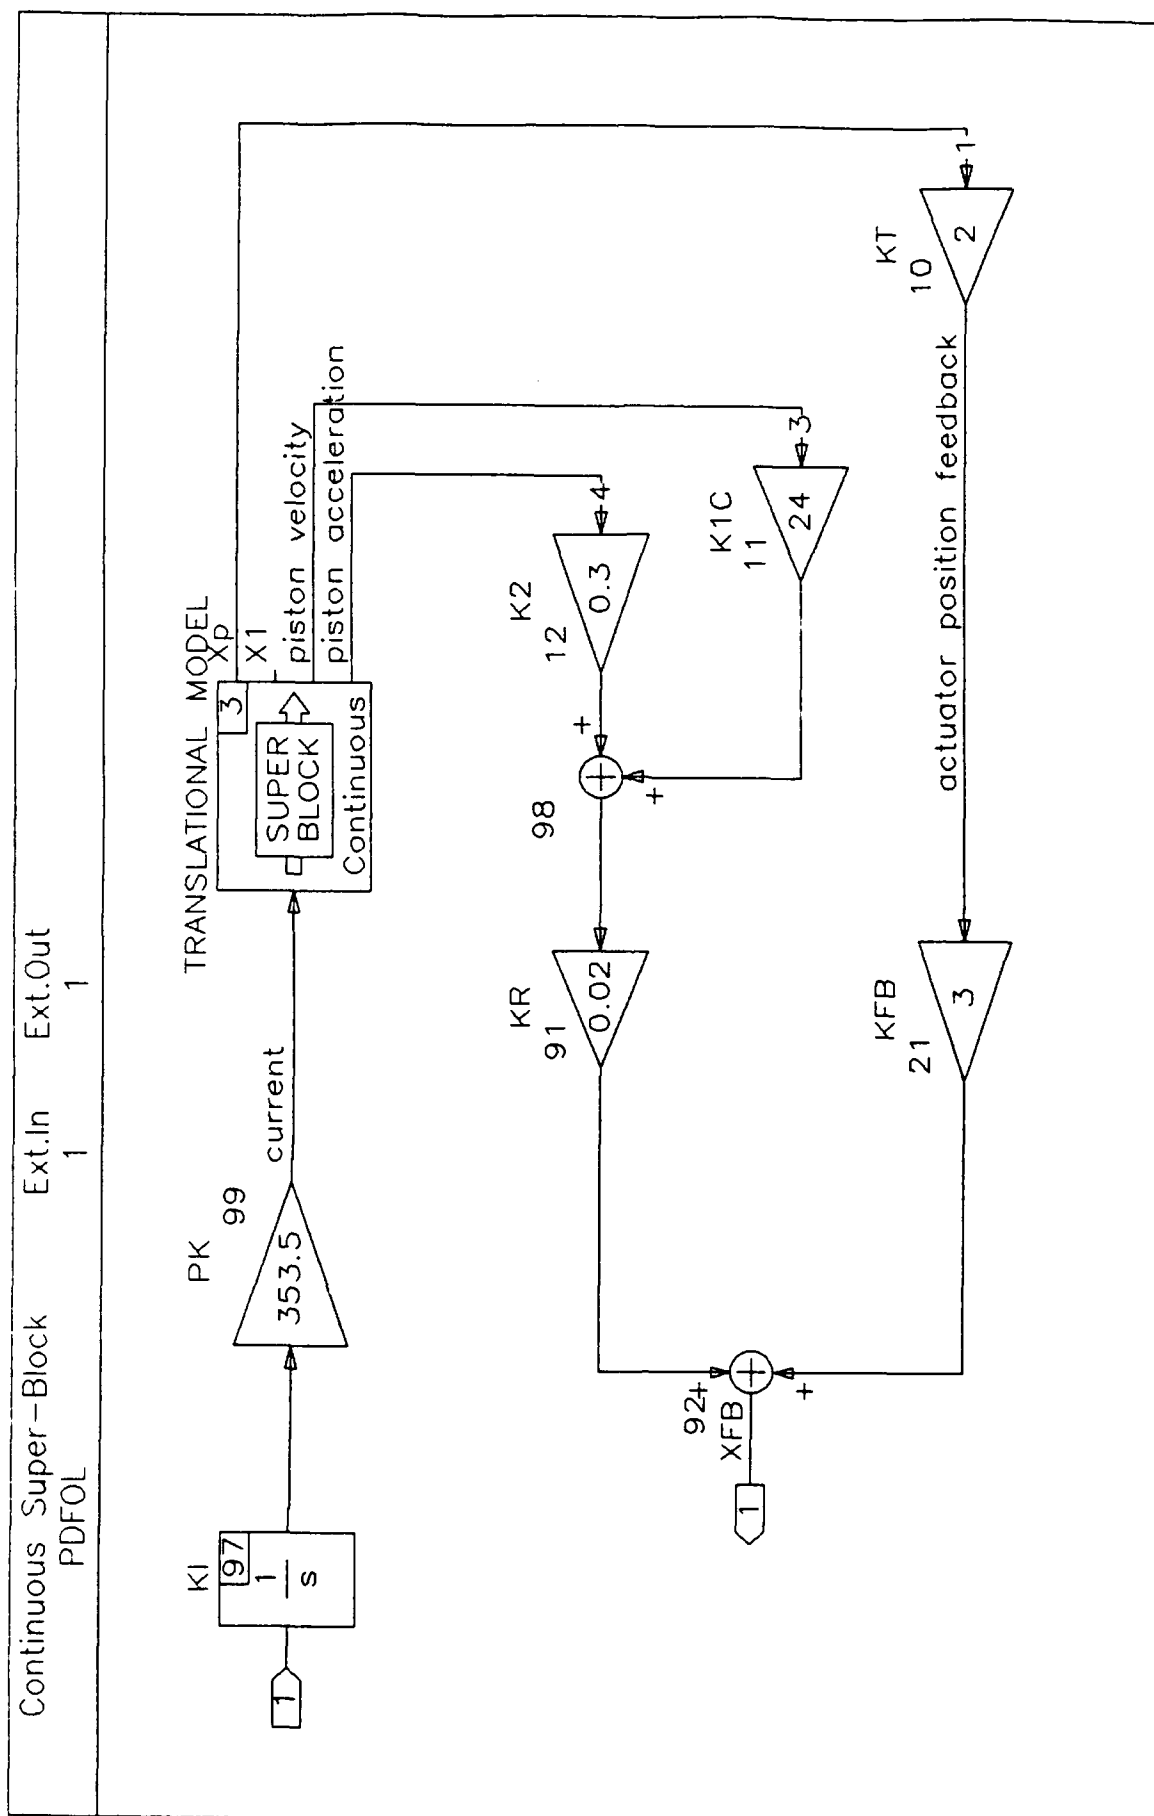 Continuous Super-Block Ext.In Ext.Out
PDFOL 1 1
KI
97
1
s
1
PK
99
353.5
current
TRANSLATIONAL MODEL
3
SUPER
BLOCK
Continuous
Xp
X1
piston velocity
piston acceleration
KR
91
0.02
98
+
+
K2
12
0.3
4
K1C
11
24
3
92
+
+
XFB
1
KFB
21
3
actuator position feedback
KT
10
2
1